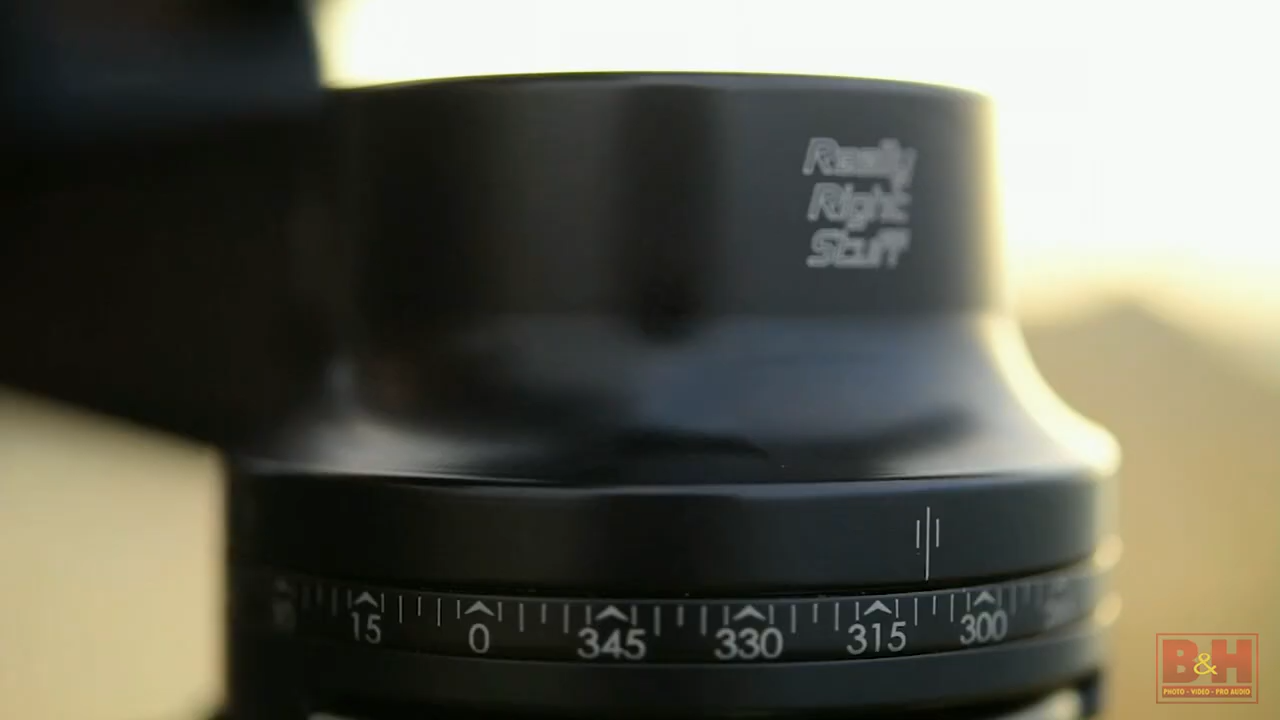 Really
Right
Stuff
15 0 345 330 315 300
B&H
PHOTO - VIDEO - PRO AUDIO